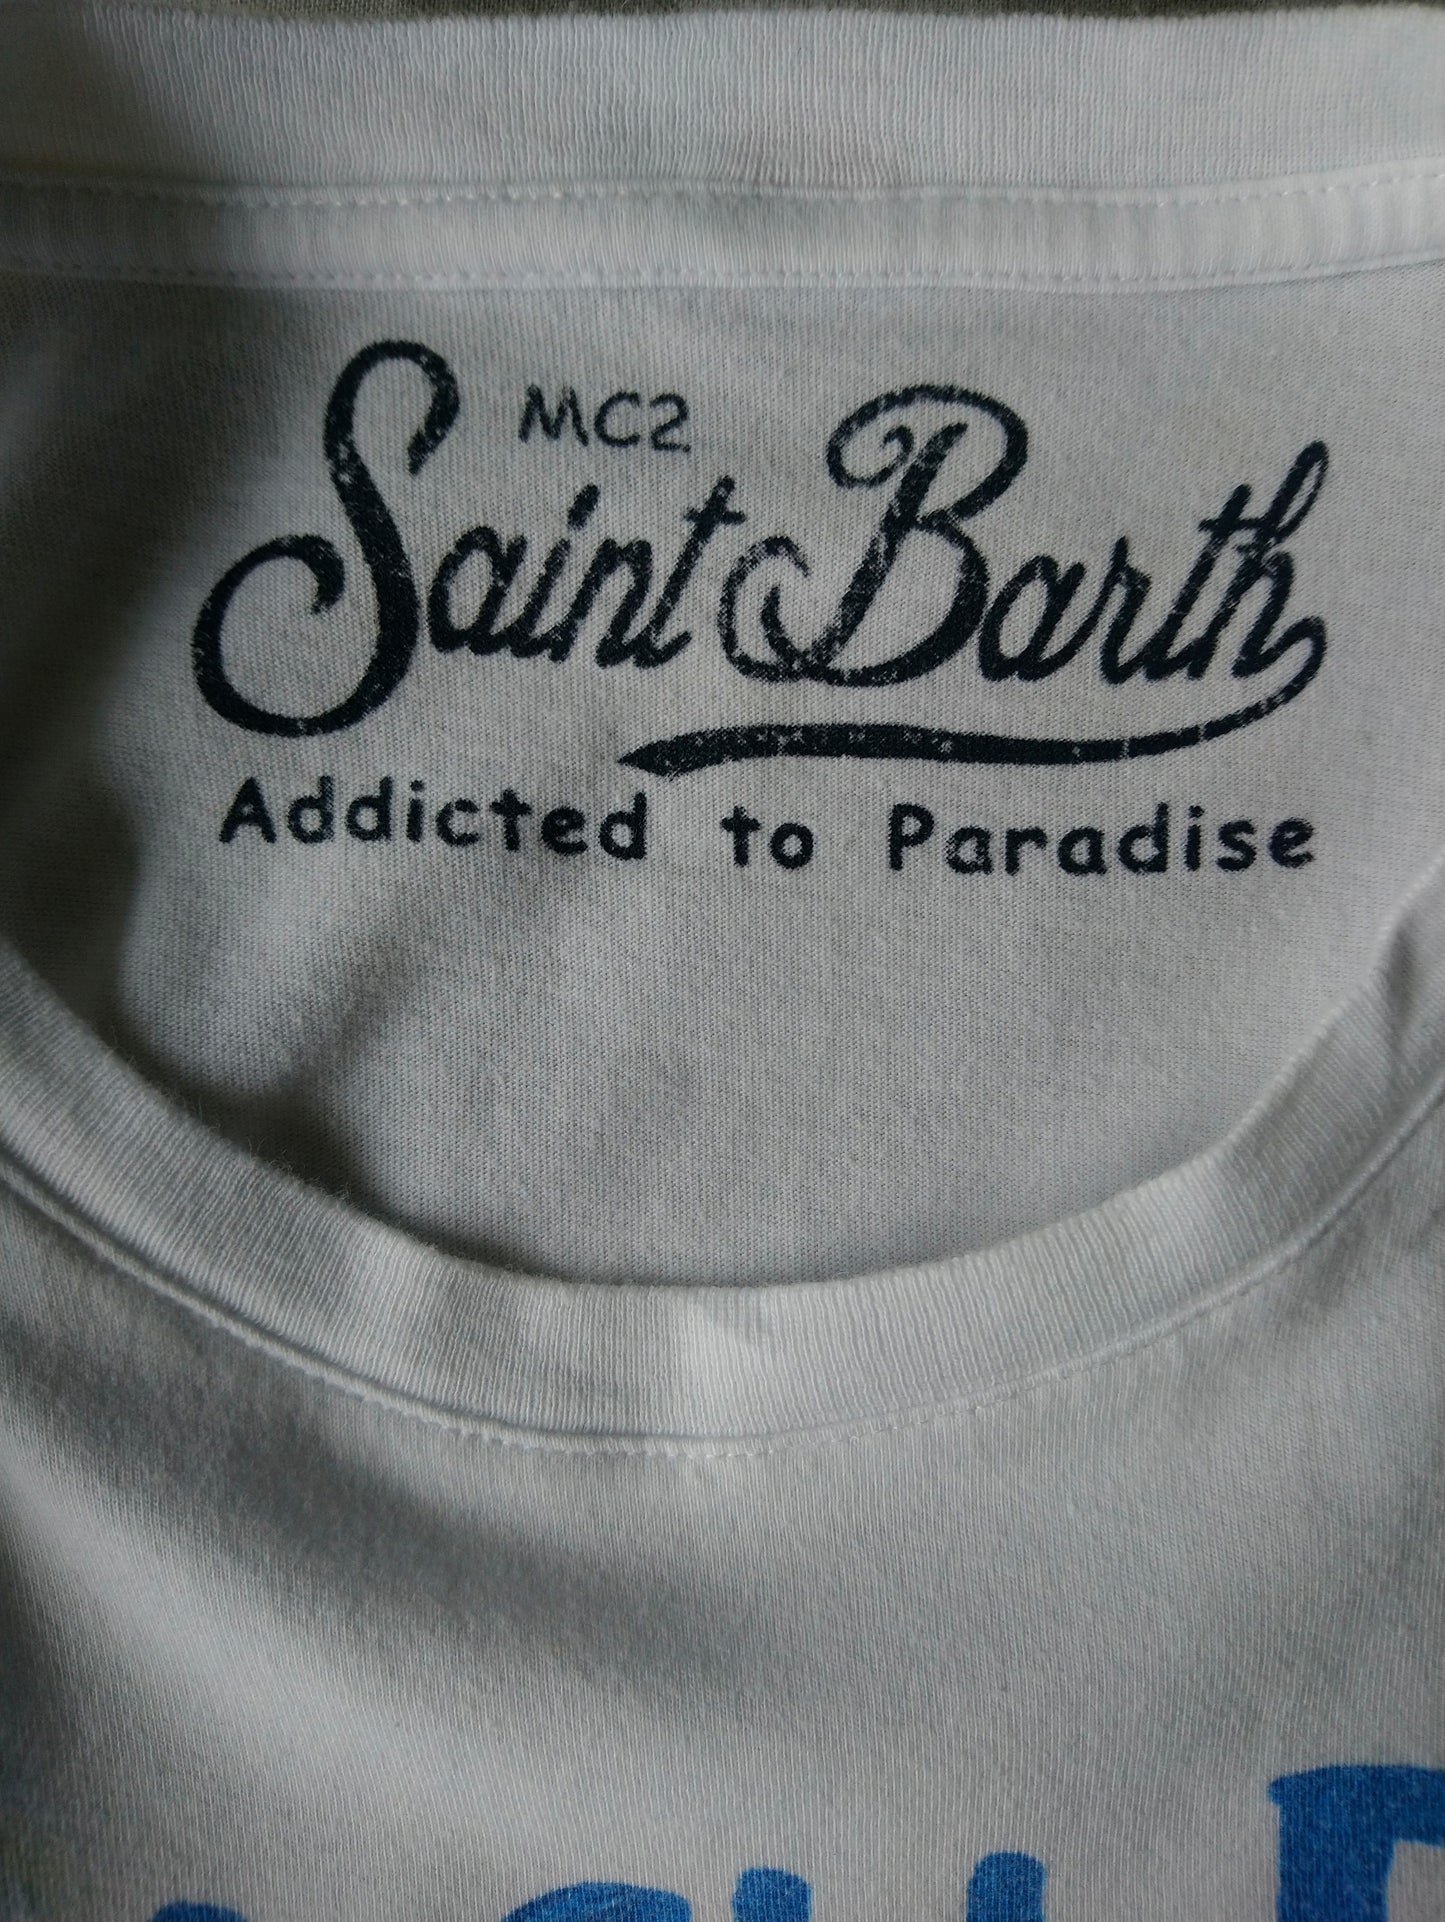 MC2
Saint Barth
Addicted to Paradise